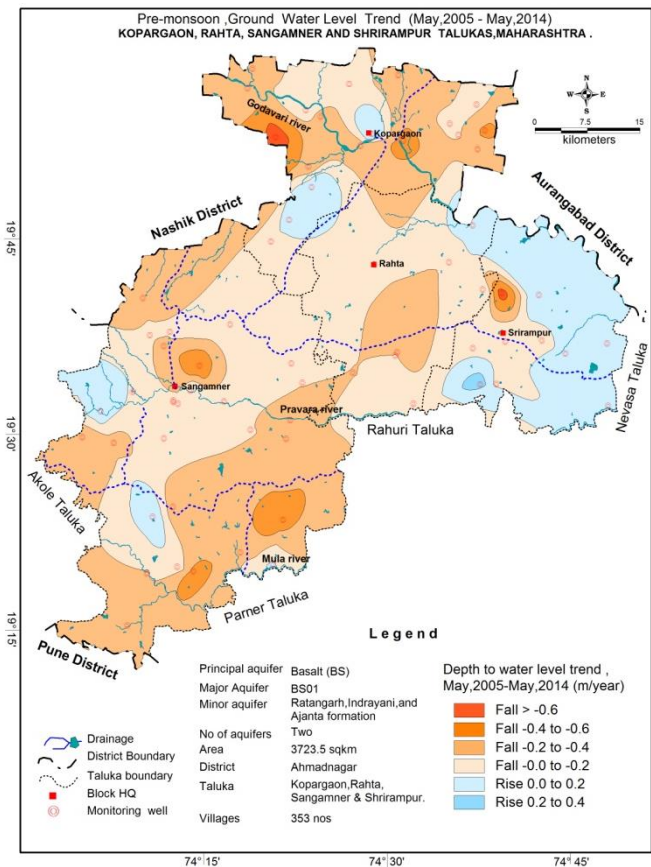 Pre-monsoon ,Ground Water Level Trend (May,2005 - May,2014)
KOPARGAON, RAHTA, SANGAMNER AND SHRIRAMPUR TALUKAS,MAHARASHTRA .
N
W E
S
0 7.5 15
kilometers
Godavari river
Kopargaon
Nashik District
Aurangabad District
19°45'
Rahta
Srirampur
Sangamner
Nevasa Taluka
Pravara river
Rahuri Taluka
19°30'
Akole Taluka
Mula river
Parner Taluka
19°15'
Pune District
Legend
Principal aquifer Basalt (BS)
Major Aquifer BS01
Minor aquifer Ratangarh,Indrayani,and
Ajanta formation
No of aquifers Two
Area 3723.5 sqkm
District Ahmadnagar
Taluka Kopargaon,Rahta,
Sangamner & Shrirampur.
Villages 353 nos
Drainage
District Boundary
Taluka boundary
Block HQ
Monitoring well
Depth to water level trend ,
May,2005-May,2014 (m/year)
Fall > -0.6
Fall -0.4 to -0.6
Fall -0.2 to -0.4
Fall -0.0 to -0.2
Rise 0.0 to 0.2
Rise 0.2 to 0.4
74°15' 74°30' 74°45'